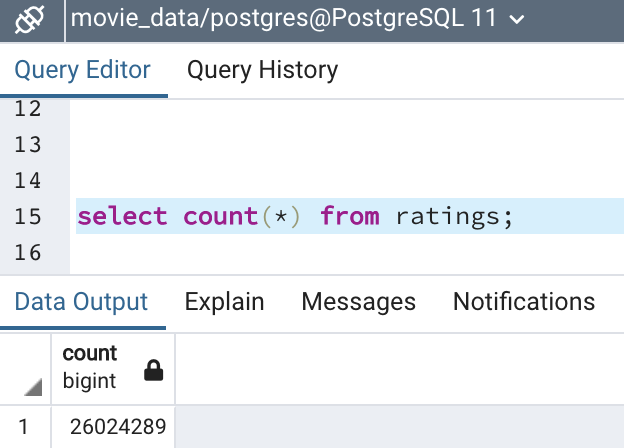 movie_data/postgres@PostgreSQL 11
Query Editor Query History
12
13
14
15 select count(*) from ratings;
16
Data Output Explain Messages Notifications
count
bigint
1 26024289